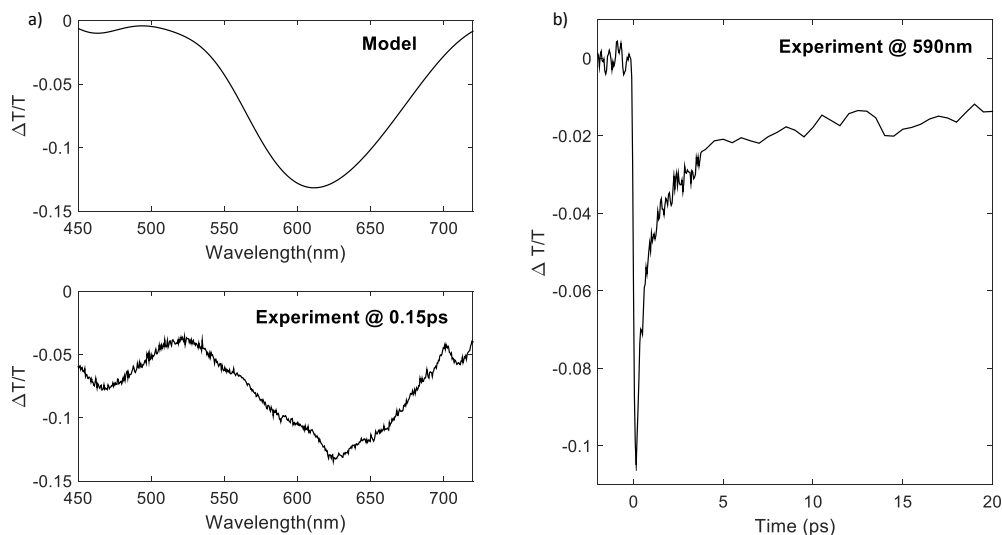 a)
Model
0
-0.05
-0.1
-0.15
ΔT/T
450 500 550 600 650 700
Wavelength(nm)
Experiment @ 0.15ps
0
-0.05
-0.1
-0.15
ΔT/T
450 500 550 600 650 700
Wavelength(nm)
b)
Experiment @ 590nm
0
-0.02
-0.04
-0.06
-0.08
-0.1
Δ T/T
0 5 10 15 20
Time (ps)